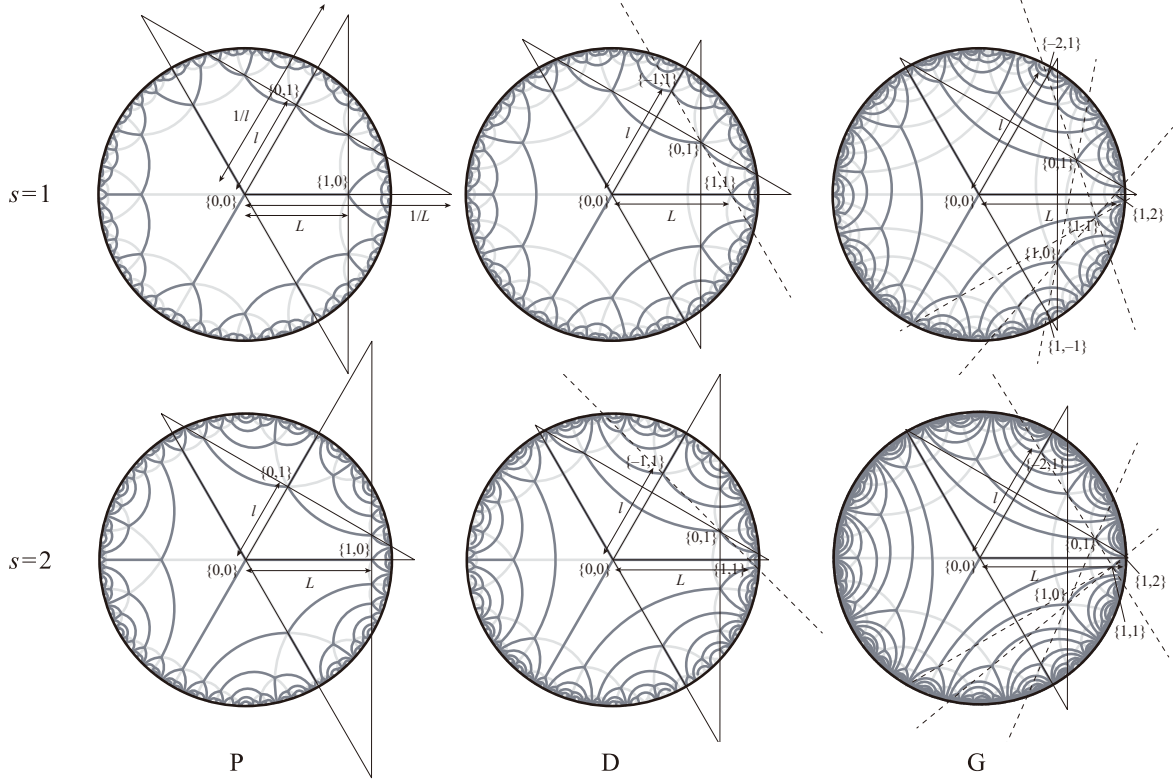 {0,1}
1/l
l
{1,0}
{0,0}
L
1/L
s=1
{–1,1}
l
{0,1}
{1,1}
{0,0}
L
{–2,1}
l
{0,1}
{0,0}
L
{1,2}
{1,1}
{1,0}
{1,–1}
s=2
{0,1}
l
{1,0}
{0,0}
L
{–1,1}
l
{0,1}
{0,0}
{1,1}
L
{–2,1}
l
{0,1}
{0,0}
L
{1,2}
{1,0}
{1,1}
P D G